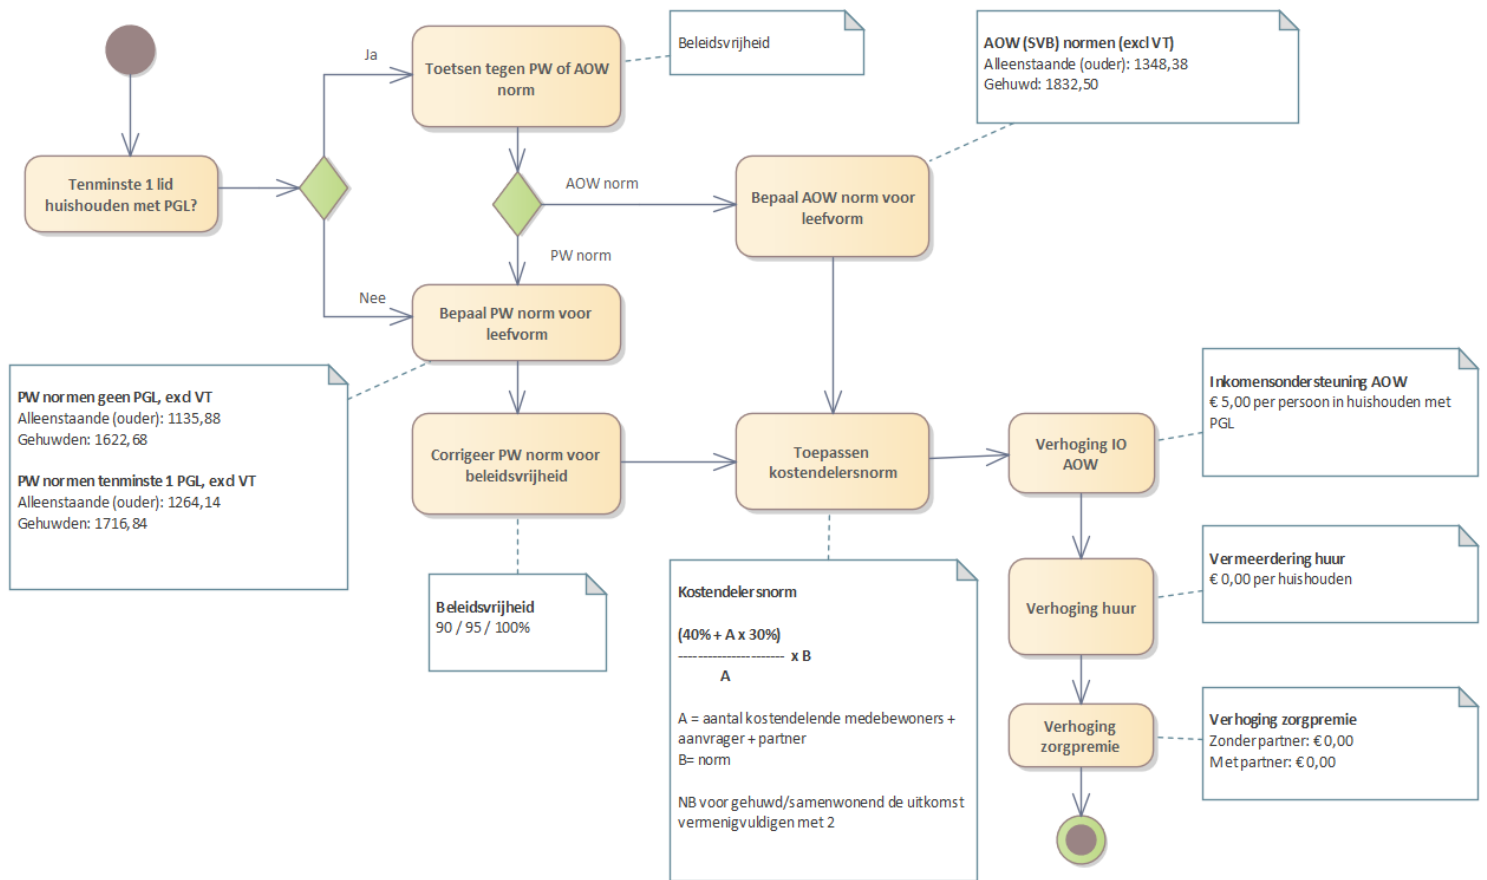 Ja
Toetsen tegen PW of AOW
norm
Beleidsvrijheid
AOW (SVB) normen (excl VT)
Alleenstaande (ouder): 1348,38
Gehuwd: 1832,50
Tenminste 1 lid
huishouden met PGL?
AOW norm
Bepaal AOW norm voor
leefvorm
PW norm
Nee
Bepaal PW norm voor
leefvorm
PW normen geen PGL, excl VT
Alleenstaande (ouder): 1135,88
Gehuwden: 1622,68
PW normen tenminste 1 PGL, excl VT
Alleenstaande (ouder): 1264,14
Gehuwden: 1716,84
Corrigeer PW norm voor
beleidsvrijheid
Toepassen
kostendelersnorm
Verhoging IO
AOW
Inkomensondersteuning AOW
€ 5,00 per persoon in huishouden met
PGL
Beleidsvrijheid
90 / 95 / 100%
Kostendelersnorm
(40% + A x 30%)
---------------------- x B
A
A = aantal kostendelende medebewoners +
aanvrager + partner
B= norm
NB voor gehuwd/samenwonend de uitkomst
vermenigvuldigen met 2
Verhoging huur
Vermeerdering huur
€ 0,00 per huishouden
Verhoging
zorgpremie
Verhoging zorgpremie
Zonder partner: € 0,00
Met partner: € 0,00